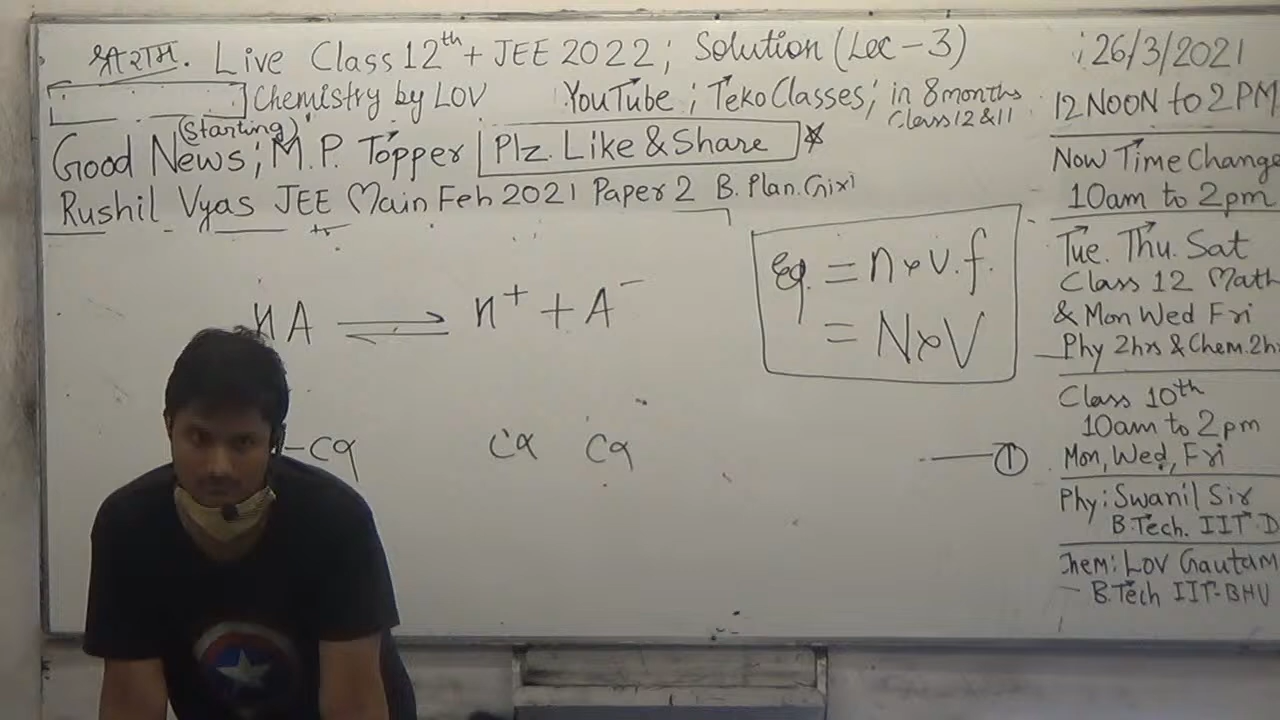 श्री राम. Live Class 12th + JEE 2022 ; Solution (Lec - 3)
Chemistry by LOV YouTube ; TekoClasses ; in 8 months
Class 12 & 11
(Starting)
Good News ; M.P. Topper Plz. Like & Share
Rushil Vyas JEE Main Feb 2021 Paper 2 B. Plan.
HA ⇌ H+ + A-
-Cα Cα Cα
Eq. = n × v.f.
= N × V
①
26/3/2021
12 NOON to 2 PM
Now Time Change
10am to 2pm
Tue. Thu. Sat
Class 12 Math
& Mon Wed Fri
Phy 2hrs & Chem. 2h
Class 10th
10am to 2pm
Mon, Wed, Fri
Phy : Swanil Sir
B.Tech. IIT-D
Chem : Lov Gautam
B.Tech IIT-BHU